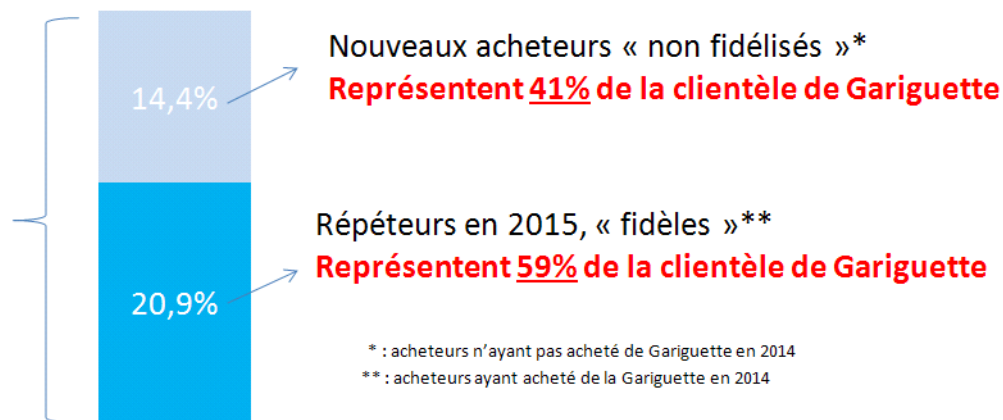 14,4%
Nouveaux acheteurs « non fidélisés »*
Représentent 41% de la clientèle de Gariguette
20,9%
Répéteurs en 2015, « fidèles »**
Représentent 59% de la clientèle de Gariguette
* : acheteurs n’ayant pas acheté de Gariguette en 2014
** : acheteurs ayant acheté de la Gariguette en 2014